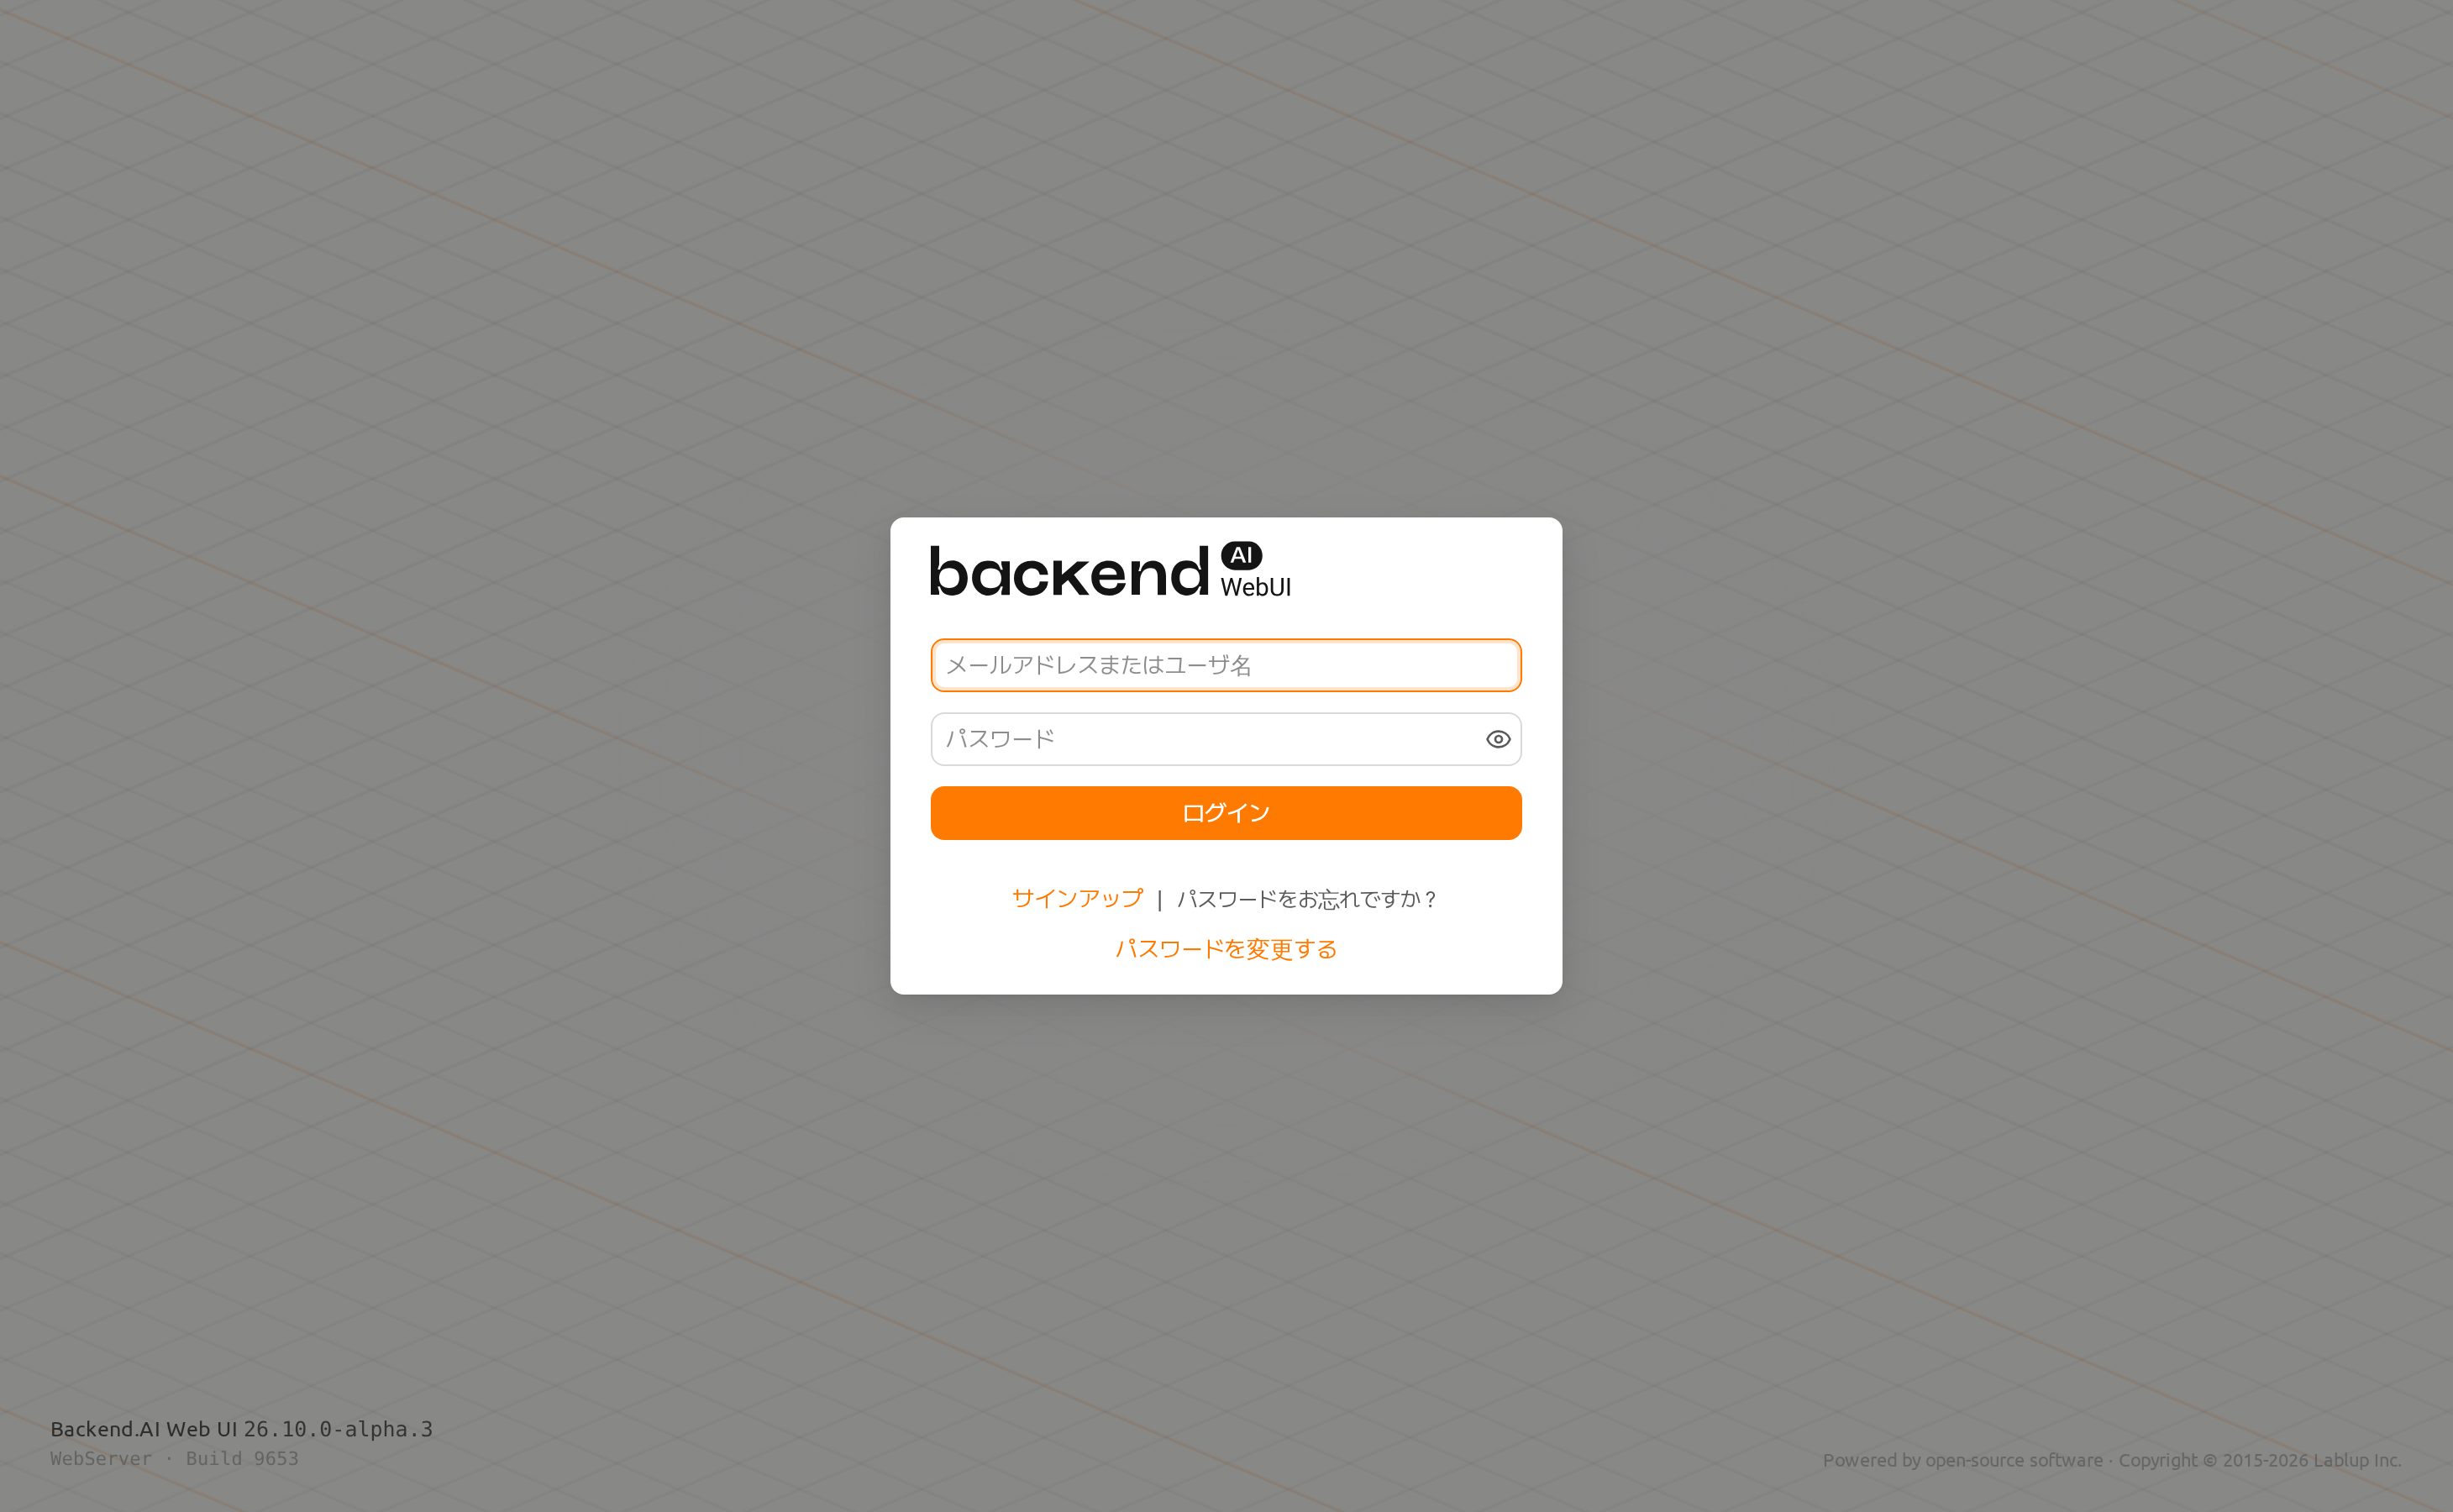 backend AI
WebUI
メールアドレスまたはユーザ名
パスワード
ログイン
サインアップ | パスワードをお忘れですか？
パスワードを変更する
Backend.AI Web UI 26.10.0-alpha.3
WebServer · Build 9653
Powered by open-source software · Copyright © 2015-2026 Lablup Inc.